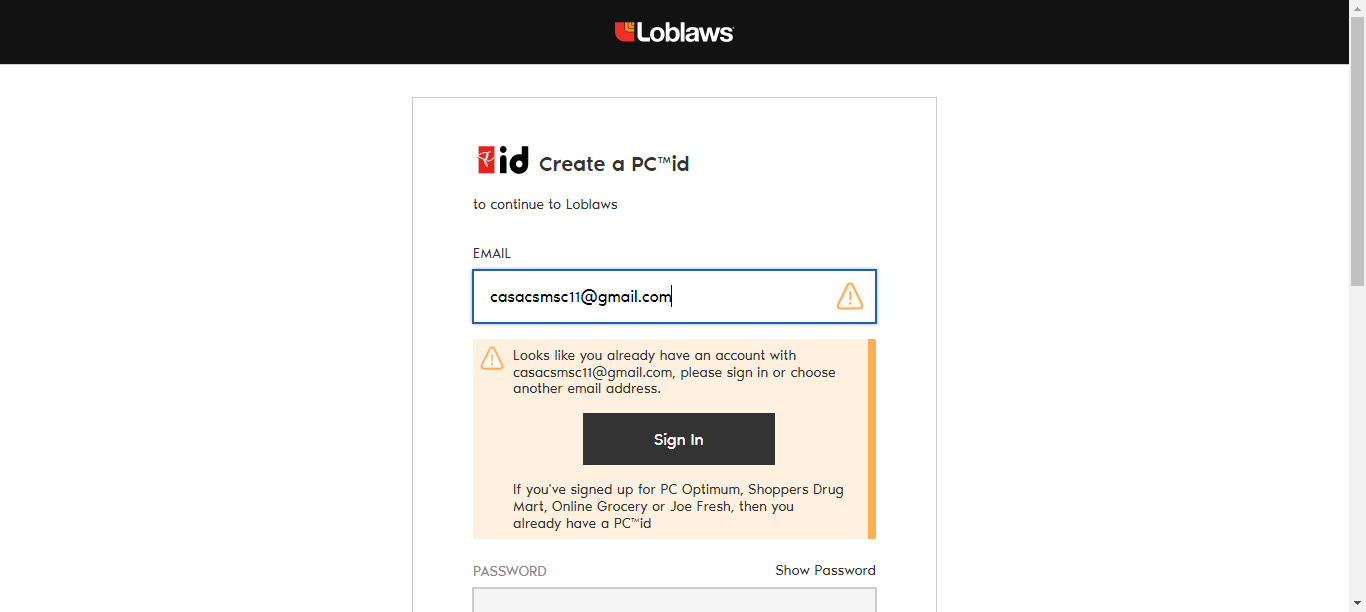 Loblaws
id Create a PC™id
to continue to Loblaws
EMAIL
casacsmsc11@gmail.com
Looks like you already have an account with
casacsmsc11@gmail.com, please sign in or choose
another email address.
Sign In
If you've signed up for PC Optimum, Shoppers Drug
Mart, Online Grocery or Joe Fresh, then you
already have a PC™id
PASSWORD Show Password